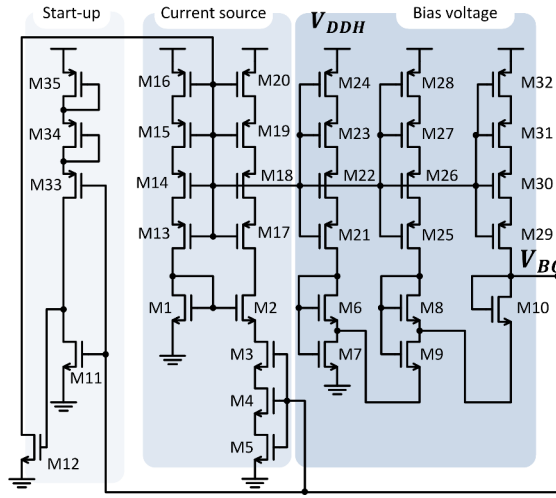 Start-up Current source Bias voltage
V_DDH
M35 M16 M20 M24 M28 M32
M34 M15 M19 M23 M27 M31
M33 M14 M18 M22 M26 M30
M13 M17 M21 M25 M29
M1 M2 M6 M8 M10
V_BG
M11 M3 M7 M9
M4
M12 M5